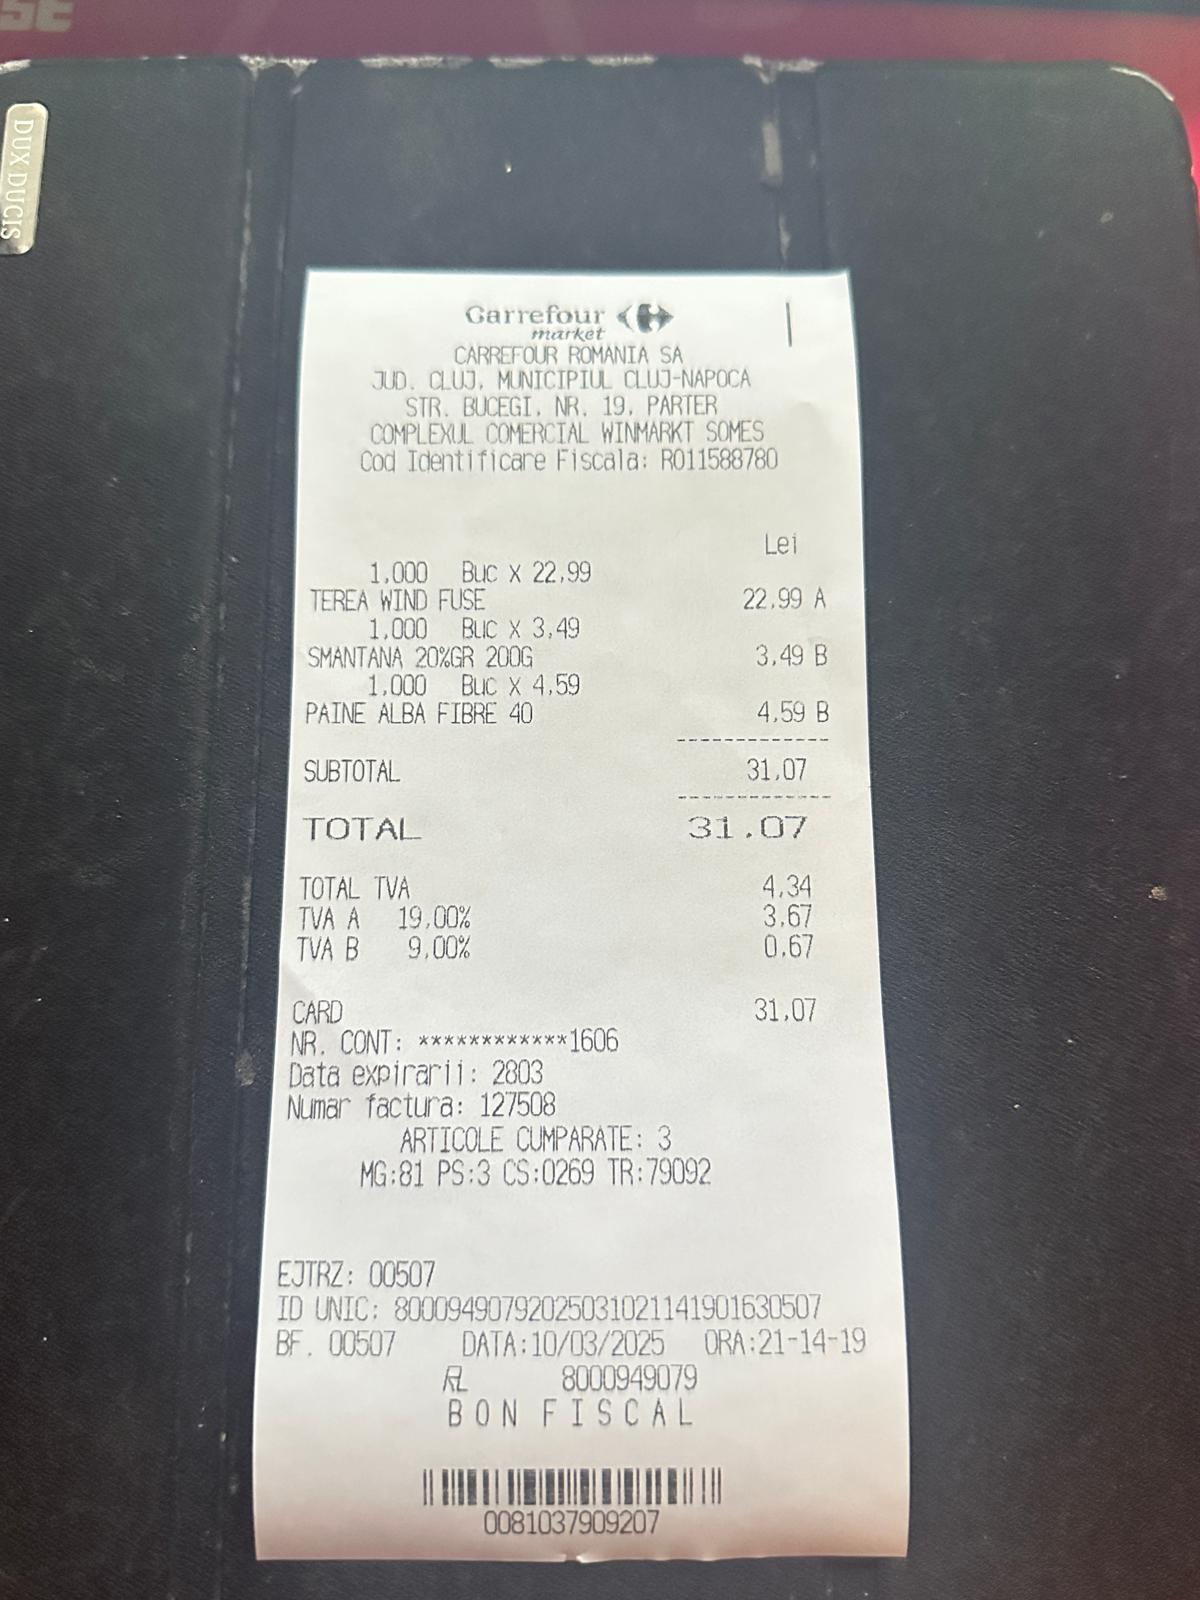 st
DUX DUCIS
Carrefour
market
CARREFOUR ROMANIA SA
JUD. CLUJ, MUNICIPIUL CLUJ-NAPOCA
STR. BUCEGI, NR. 19, PARTER
COMPLEXUL COMERCIAL WINMARKT SOMES
Cod Identificare Fiscala: RO11588780
Lei
1,000 Buc X 22,99
TEREA WIND FUSE 22,99 A
1,000 Buc X 3,49
SMANTANA 20%GR 200G 3,49 B
1,000 Buc X 4,59
PAINE ALBA FIBRE 40 4,59 B
SUBTOTAL 31,07
TOTAL 31.07
TOTAL TVA 4,34
TVA A 19,00% 3,67
TVA B 9,00% 0,67
CARD 31,07
NR. CONT: ************1606
Data expirarii: 2803
Numar factura: 127508
ARTICOLE CUMPARATE: 3
MG:81 PS:3 CS:0269 TR:79092
EJTRZ: 00507
ID UNIC: 8000949079202503102114190163​0507
BF. 00507 DATA:10/03/2025 ORA:21-14-19
8000949079
BON FISCAL
0081037909207